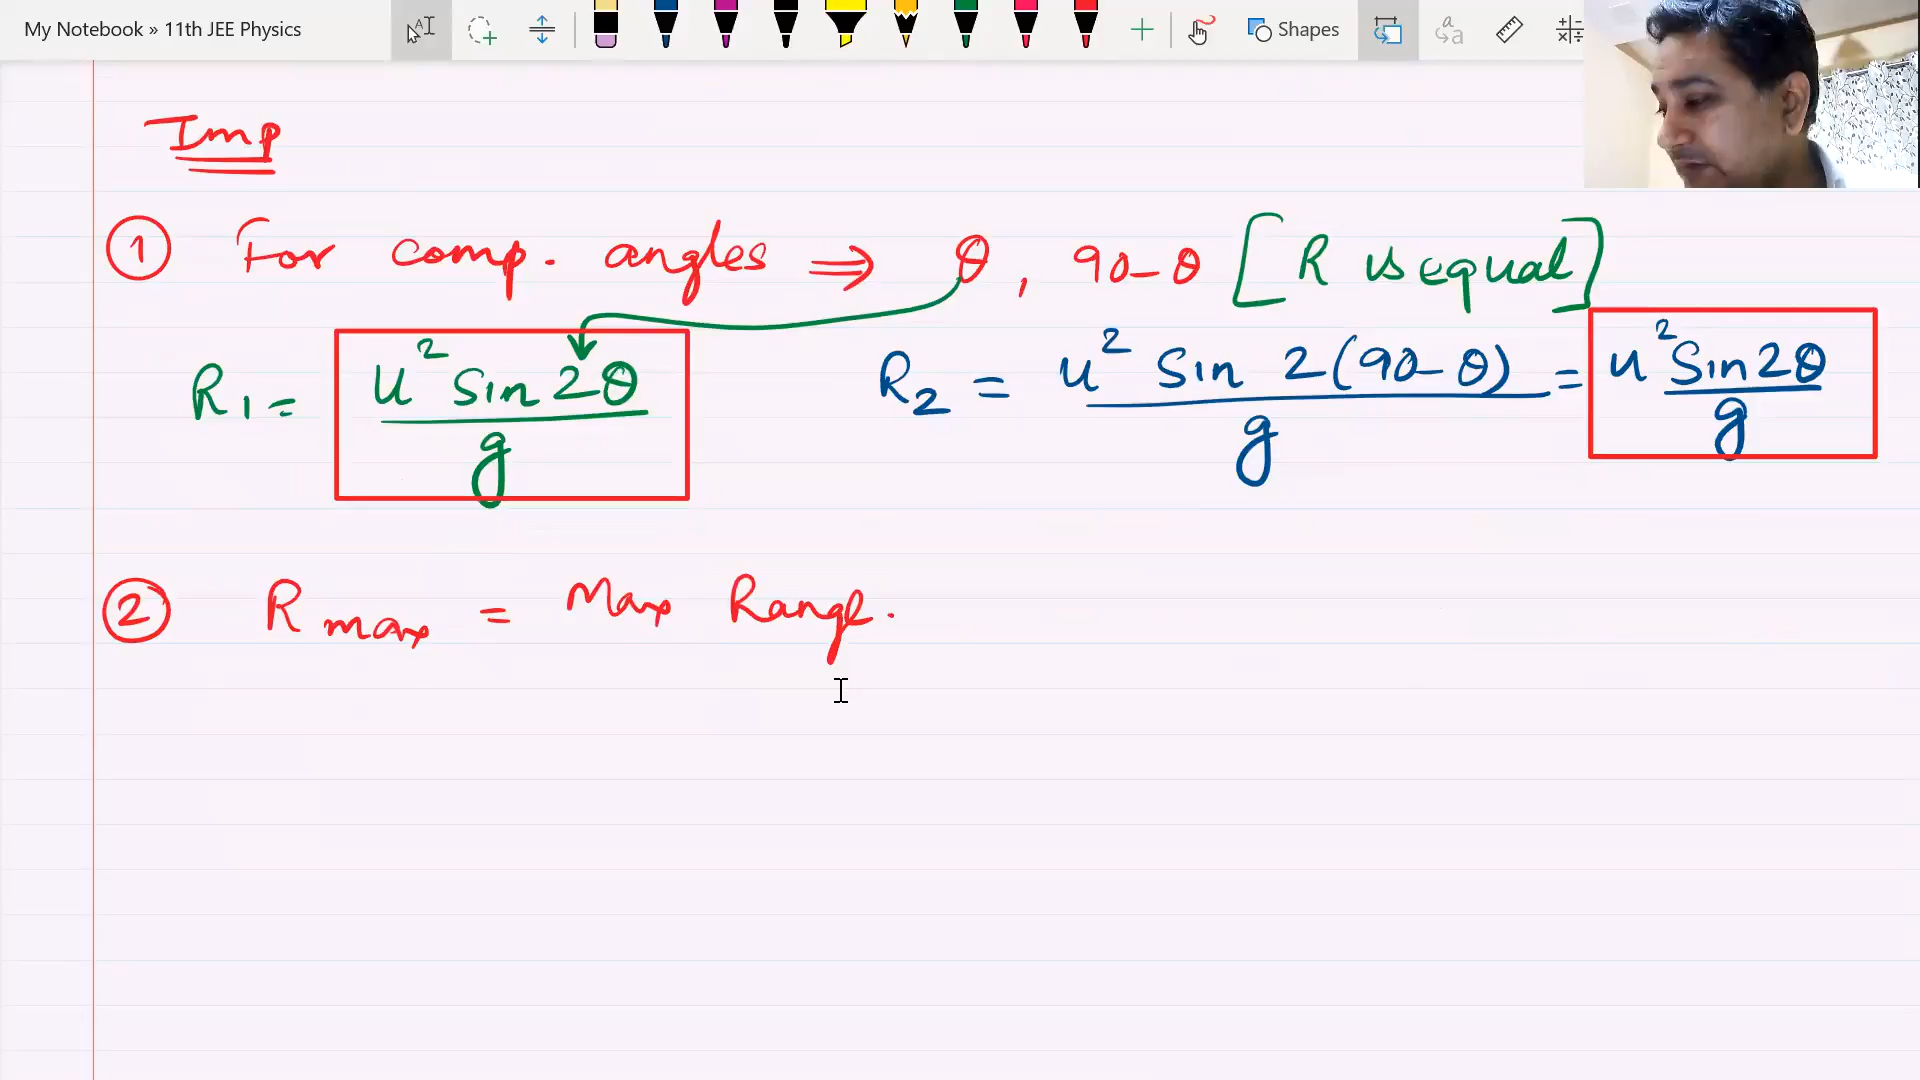 My Notebook » 11th JEE Physics
Shapes
Imp
① For comp. angles ⇒ θ, 90-θ [R is equal]
R₁ = u² Sin 2θ / g
R₂ = u² Sin 2(90-θ) / g = u² Sin 2θ / g
② R max = Max Range.